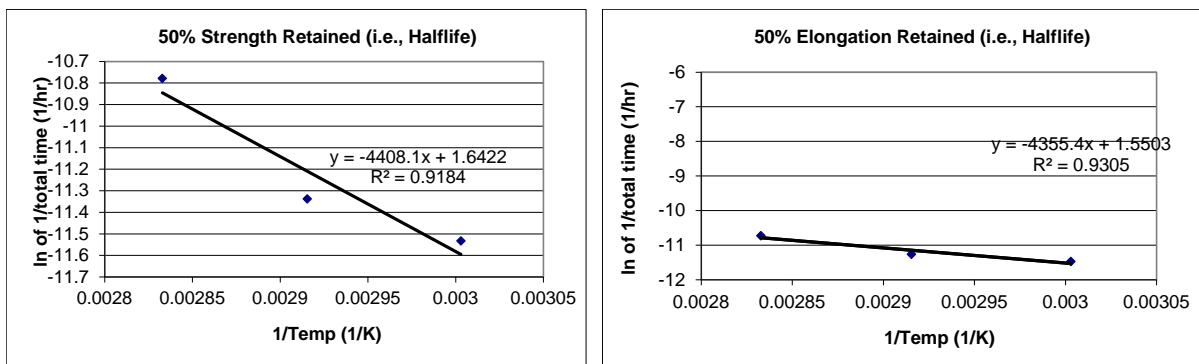 50% Strength Retained (i.e., Halflife)
ln of 1/total time (1/hr)
-10.7
-10.8
-10.9
-11
-11.1
-11.2
-11.3
-11.4
-11.5
-11.6
-11.7
y = -4408.1x + 1.6422
R² = 0.9184
0.0028 0.00285 0.0029 0.00295 0.003 0.00305
1/Temp (1/K)
50% Elongation Retained (i.e., Halflife)
ln of 1/total time (1/hr)
-6
-7
-8
-9
-10
-11
-12
y = -4355.4x + 1.5503
R² = 0.9305
0.0028 0.00285 0.0029 0.00295 0.003 0.00305
1/Temp (1/K)